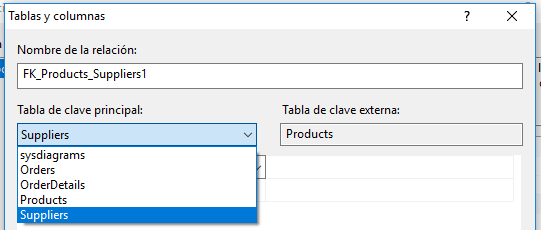 Tablas y columnas
Nombre de la relación:
FK_Products_Suppliers1
Tabla de clave principal:
Tabla de clave externa:
Suppliers
Products
sysdiagrams
Orders
OrderDetails
Products
Suppliers